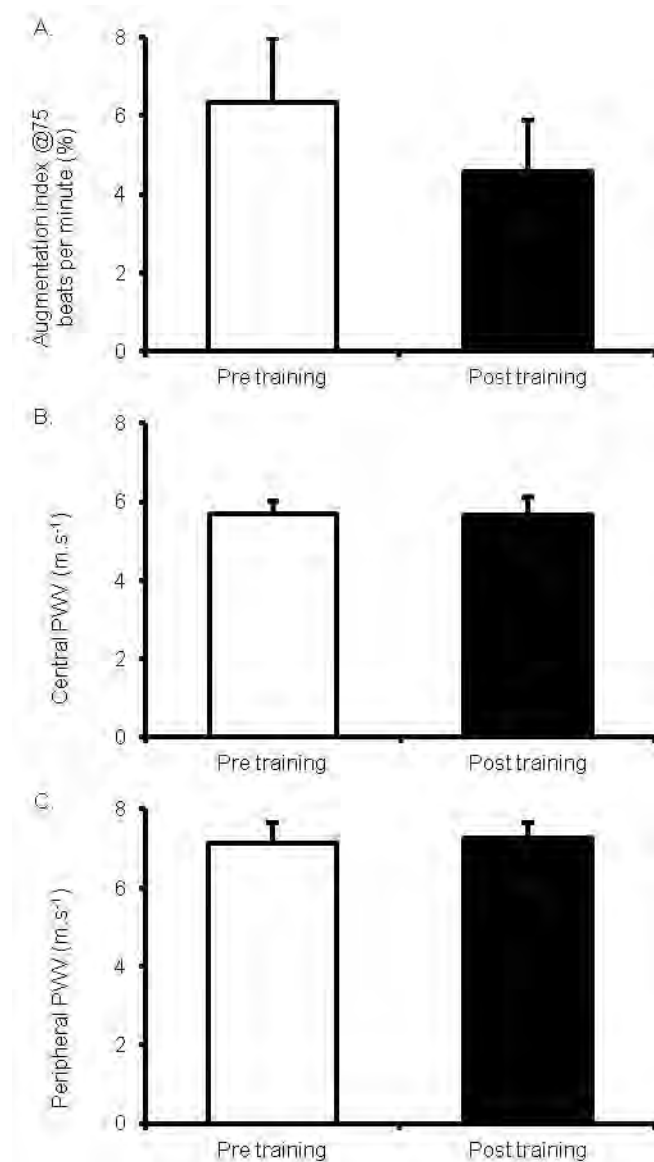 A.
8
6
4
2
0
Augmentation index @75
beats per minute (%)
Pre training
Post training
B.
8
6
4
2
0
Central PWV (m.s-1)
Pre training
Post training
C.
8
6
4
2
0
Peripheral PWV (m.s-1)
Pre training
Post training